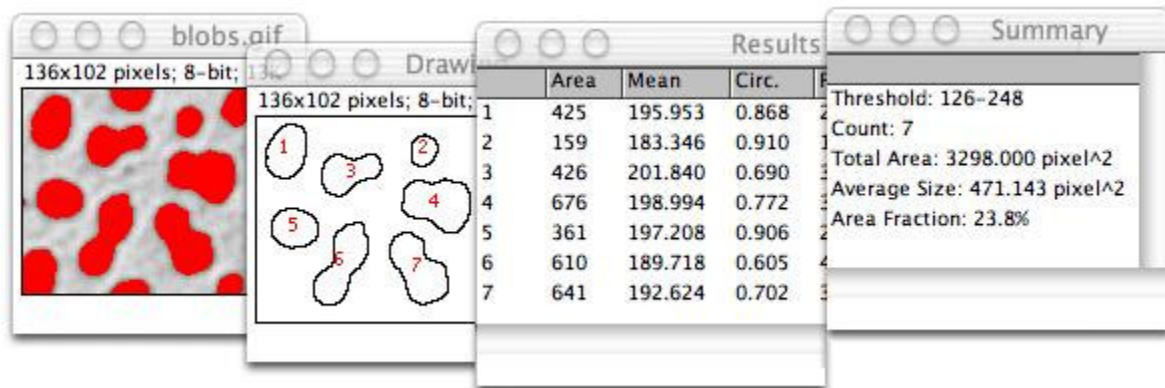 blobs.gif
136x102 pixels; 8-bit;
136x102 pixels; 8-bit;
1
2
3
4
5
6
7
Results
Area Mean Circ.
1 425 195.953 0.868
2 159 183.346 0.910
3 426 201.840 0.690
4 676 198.994 0.772
5 361 197.208 0.906
6 610 189.718 0.605
7 641 192.624 0.702
Summary
Threshold: 126-248
Count: 7
Total Area: 3298.000 pixel^2
Average Size: 471.143 pixel^2
Area Fraction: 23.8%